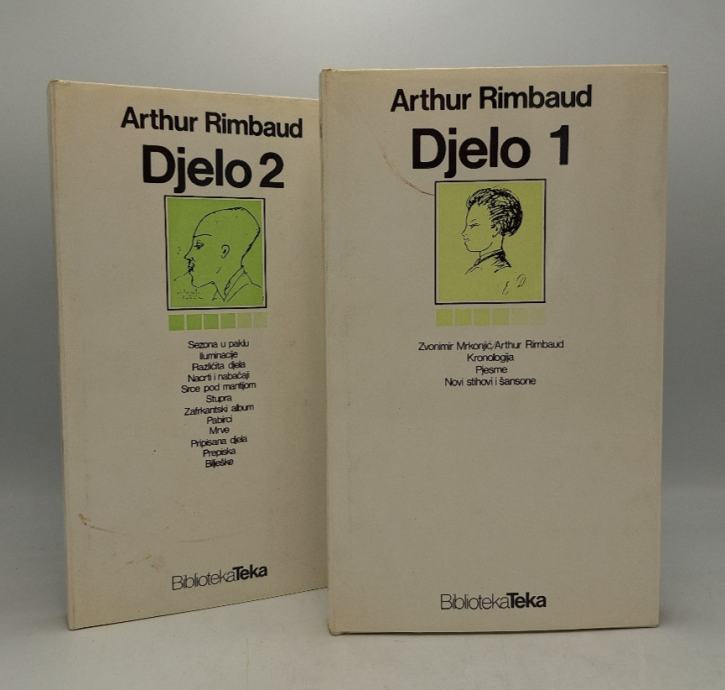 Arthur Rimbaud
Djelo 2
Sezona u paklu
Iluminacije
Različita djela
Nacrti i nabačaji
Srce pod mantijom
Stupra
Zafrkantski album
Pabirci
Mrve
Pripisana djela
Prepiska
Bilješke
BibliotekaTeka
Arthur Rimbaud
Djelo 1
Zvonimir Mrkonjić/Arthur Rimbaud
Kronologija
Pjesme
Novi stihovi i šansone
BibliotekaTeka